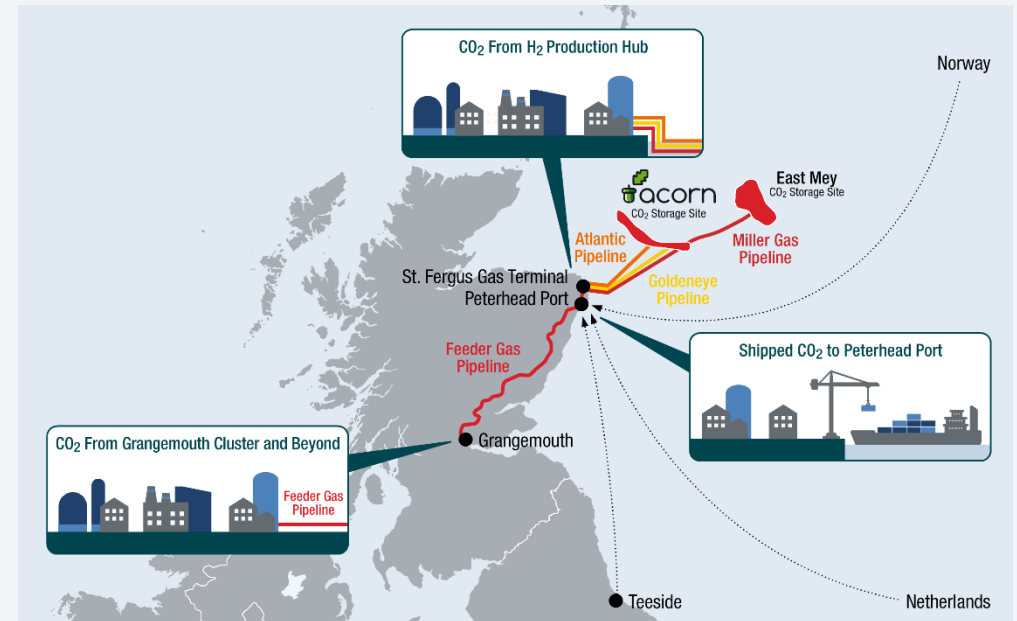 CO₂ From H₂ Production Hub
Norway
acorn
CO₂ Storage Site
East Mey
CO₂ Storage Site
Atlantic
Pipeline
Miller Gas
Pipeline
Goldeneye
Pipeline
St. Fergus Gas Terminal
Peterhead Port
Feeder Gas
Pipeline
Shipped CO₂ to Peterhead Port
Grangemouth
CO₂ From Grangemouth Cluster and Beyond
Feeder Gas
Pipeline
Teeside
Netherlands